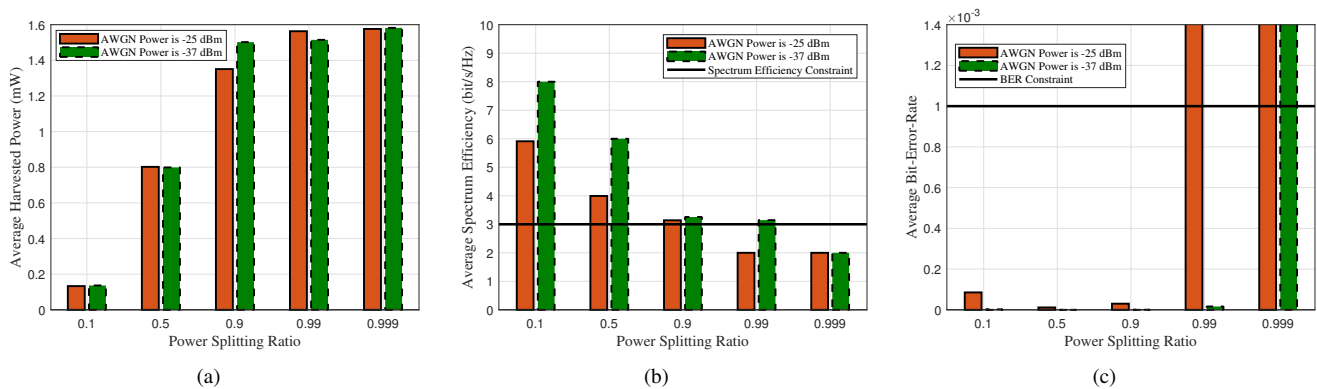 1.6
1.4
1.2
1
0.8
0.6
0.4
0.2
0
Average Harvested Power (mW)
AWGN Power is -25 dBm
AWGN Power is -37 dBm
0.1 0.5 0.9 0.99 0.999
Power Splitting Ratio
(a)
10
9
8
7
6
5
4
3
2
1
0
Average Spectrum Efficiency (bit/s/Hz)
AWGN Power is -25 dBm
AWGN Power is -37 dBm
Spectrum Efficiency Constraint
0.1 0.5 0.9 0.99 0.999
Power Splitting Ratio
(b)
×10⁻³
1.4
1.2
1
0.8
0.6
0.4
0.2
0
Average Bit-Error-Rate
AWGN Power is -25 dBm
AWGN Power is -37 dBm
BER Constraint
0.1 0.5 0.9 0.99 0.999
Power Splitting Ratio
(c)